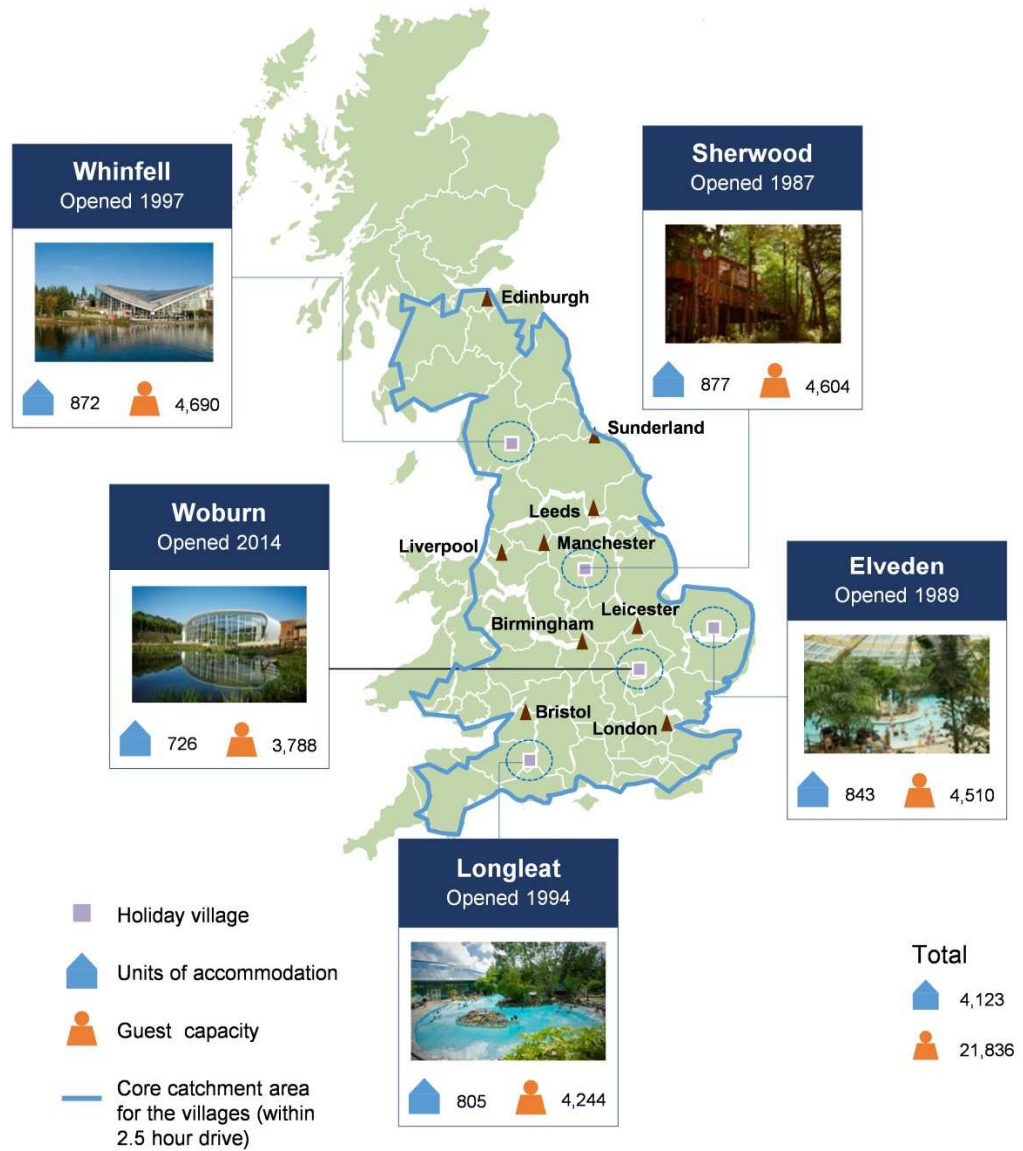 Whinfell
Opened 1997
872
4,690
Sherwood
Opened 1987
877
4,604
Edinburgh
Sunderland
Leeds
Liverpool
Manchester
Leicester
Birmingham
Bristol
London
Woburn
Opened 2014
726
3,788
Elveden
Opened 1989
843
4,510
Longleat
Opened 1994
805
4,244
Holiday village
Units of accommodation
Guest capacity
Core catchment area
for the villages (within
2.5 hour drive)
Total
4,123
21,836